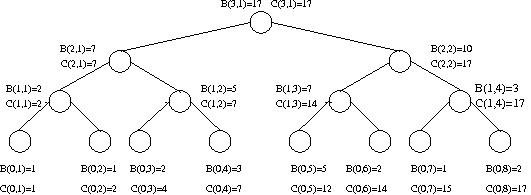 B(3,1)=17 C(3,1)=17
B(2,1)=7 B(2,2)=10
C(2,1)=7 C(2,2)=17
B(1,1)=2 B(1,2)=5 B(1,3)=7 B(1,4)=3
C(1,1)=2 C(1,2)=7 C(1,3)=14 C(1,4)=17
B(0,1)=1 B(0,2)=1 B(0,3)=2 B(0,4)=3 B(0,5)=5 B(0,6)=2 B(0,7)=1 B(0,8)=2
C(0,1)=1 C(0,2)=2 C(0,3)=4 C(0,4)=7 C(0,5)=12 C(0,6)=14 C(0,7)=15 C(0,8)=17